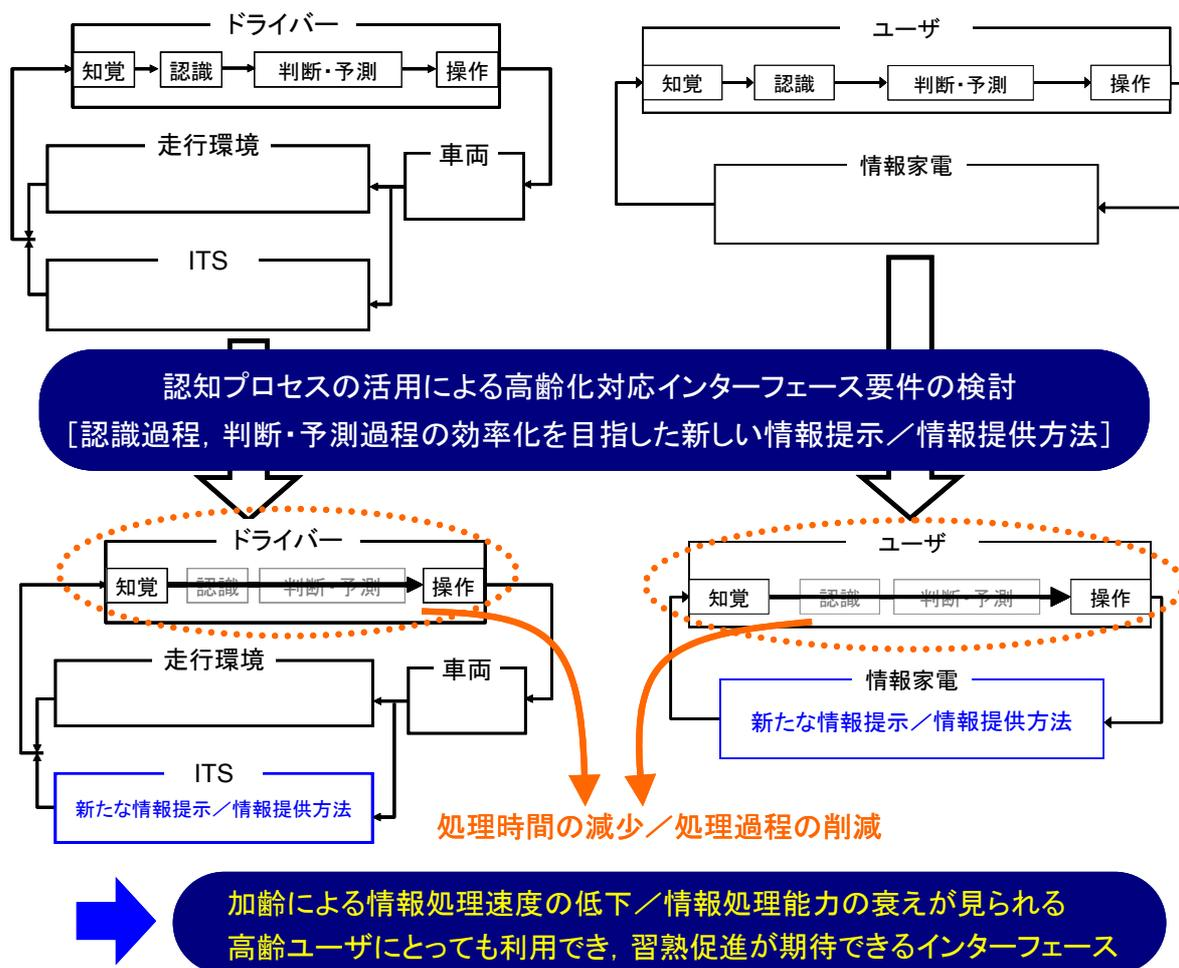 ドライバー
知覚 認識 判断・予測 操作
走行環境
車両
ITS
ユーザ
知覚 認識 判断・予測 操作
情報家電
認知プロセスの活用による高齢化対応インターフェース要件の検討
[認識過程,判断・予測過程の効率化を目指した新しい情報提示／情報提供方法]
ドライバー
知覚 認識 判断・予測 操作
走行環境
車両
ITS
新たな情報提示／情報提供方法
ユーザ
知覚 認識 判断・予測 操作
情報家電
新たな情報提示／情報提供方法
処理時間の減少／処理過程の削減
加齢による情報処理速度の低下／情報処理能力の衰えが見られる
高齢ユーザにとっても利用でき,習熟促進が期待できるインターフェース